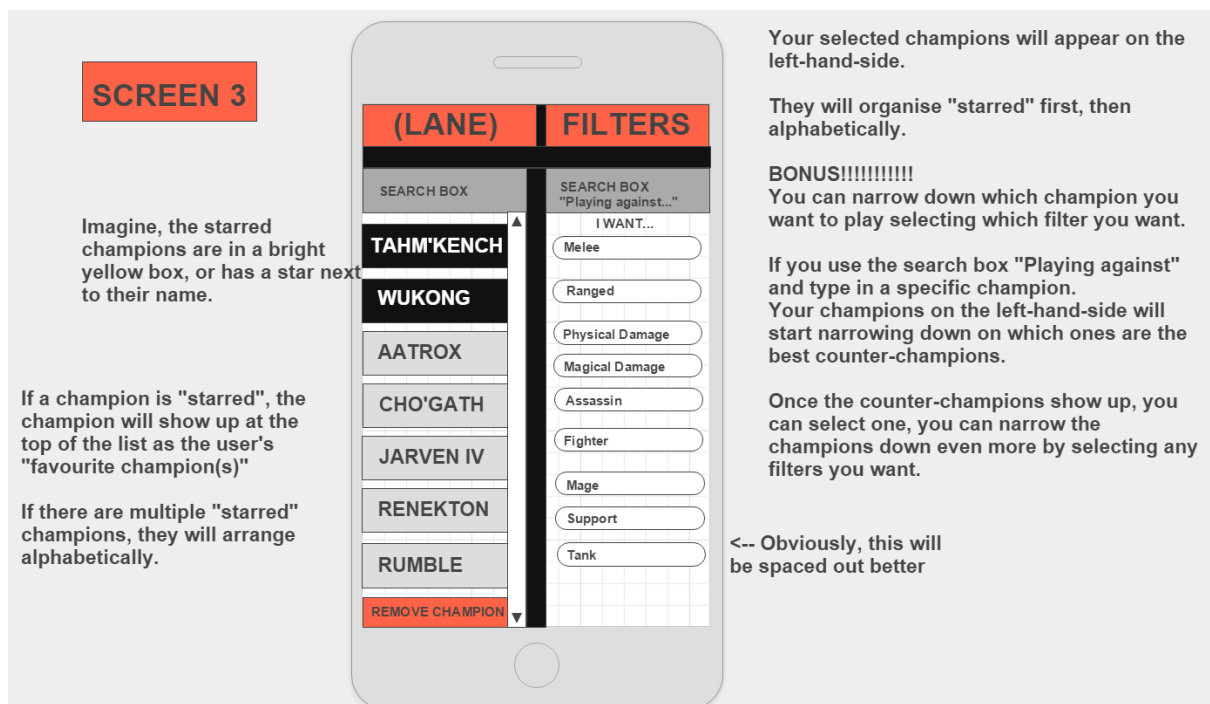 SCREEN 3
Imagine, the starred
champions are in a bright
yellow box, or has a star next
to their name.
If a champion is "starred", the
champion will show up at the
top of the list as the user's
"favourite champion(s)"
If there are multiple "starred"
champions, they will arrange
alphabetically.
(LANE)
SEARCH BOX
TAHM'KENCH
WUKONG
AATROX
CHO'GATH
JARVEN IV
RENEKTON
RUMBLE
REMOVE CHAMPION
FILTERS
SEARCH BOX
"Playing against..."
I WANT...
Melee
Ranged
Physical Damage
Magical Damage
Assassin
Fighter
Mage
Support
Tank
Your selected champions will appear on the
left-hand-side.
They will organise "starred" first, then
alphabetically.
BONUS!!!!!!!!!!!
You can narrow down which champion you
want to play selecting which filter you want.
If you use the search box "Playing against"
and type in a specific champion.
Your champions on the left-hand-side will
start narrowing down on which ones are the
best counter-champions.
Once the counter-champions show up, you
can select one, you can narrow the
champions down even more by selecting any
filters you want.
<-- Obviously, this will
be spaced out better